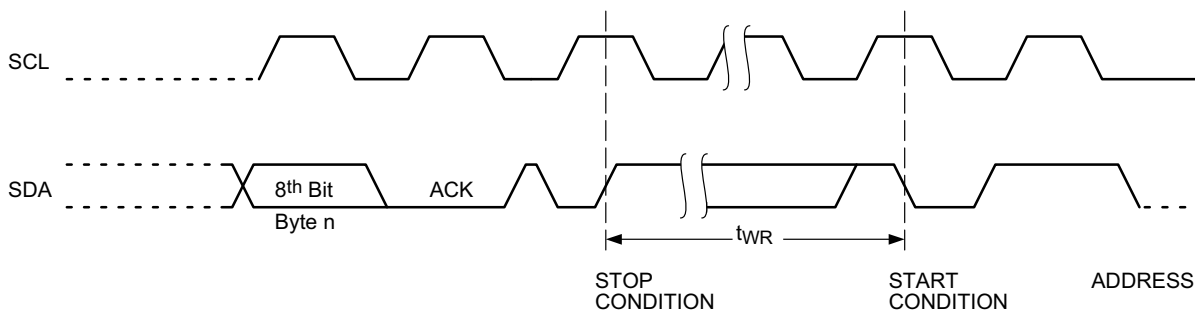 SCL
SDA
8th Bit
Byte n
ACK
tWR
STOP
CONDITION
START
CONDITION
ADDRESS